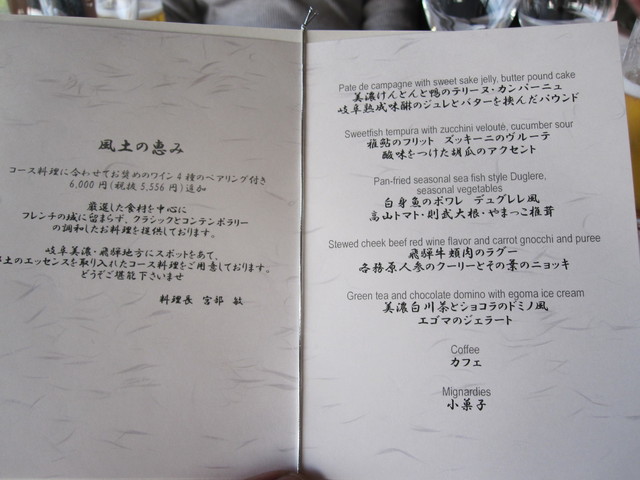 風土の恵み
コース料理に合わせてお奨めのワイン4種のペアリング付き
6,000円(税抜5,556円)追加
厳選した食材を中心に
フレンチの域に留まらず、クラシックとコンテンポラリー
の調和したお料理を提供しております。
岐阜美濃・飛騨地方にスポットをあて、
土のエッセンスを取り入れたコース料理をご用意しております。
どうぞご堪能下さいませ
料理長 宮部 敏
Pate de campagne with sweet sake jelly, butter pound cake
美濃けんとんと鴨のテリーヌ・カンパーニュ
岐阜熟成味醂のジュレとバターを挟んだパウンド
Sweetfish tempura with zucchini velouté, cucumber sour
稚鮎のフリット ズッキーニのヴルーテ
酸味をつけた胡瓜のアクセント
Pan-fried seasonal sea fish style Duglere,
seasonal vegetables
白身魚のポワレ デュグレレ風
高山トマト・則武大根・やまっこ椎茸
Stewed cheek beef red wine flavor and carrot gnocchi and puree
飛騨牛頬肉のラグー
各務原人参のクーリーとその葉のニョッキ
Green tea and chocolate domino with egoma ice cream
美濃白川茶とショコラのドミノ風
エゴマのジェラート
Coffee
カフェ
Mignardies
小菓子